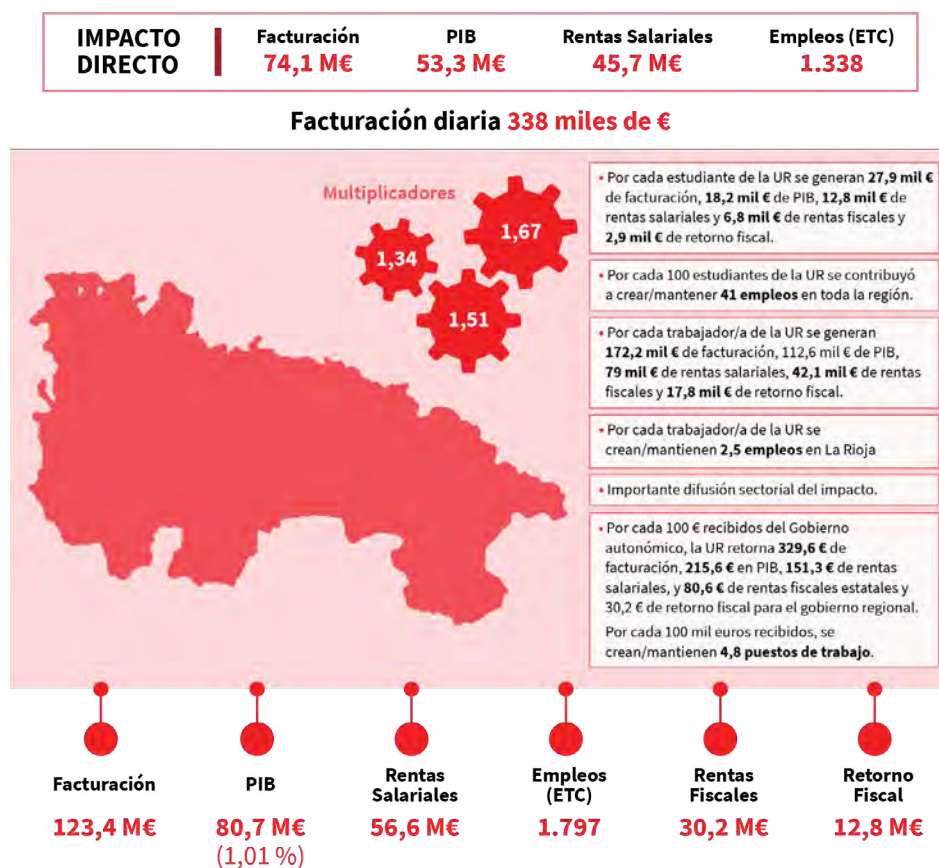 IMPACTO
DIRECTO
Facturación
74,1 M€
PIB
53,3 M€
Rentas Salariales
45,7 M€
Empleos (ETC)
1.338
Facturación diaria 338 miles de €
Multiplicadores
1,34
1,67
1,51
• Por cada estudiante de la UR se generan 27,9 mil €
de facturación, 18,2 mil € de PIB, 12,8 mil € de
rentas salariales y 6,8 mil € de rentas fiscales y
2,9 mil € de retorno fiscal.
• Por cada 100 estudiantes de la UR se contribuyó
a crear/mantener 41 empleos en toda la región.
• Por cada trabajador/a de la UR se generan
172,2 mil € de facturación, 112,6 mil € de PIB,
79 mil € de rentas salariales, 42,1 mil € de rentas
fiscales y 17,8 mil € de retorno fiscal.
• Por cada trabajador/a de la UR se
crean/mantienen 2,5 empleos en La Rioja
• Importante difusión sectorial del impacto.
• Por cada 100 € recibidos del Gobierno
autonómico, la UR retorna 329,6 € de
facturación, 215,6 € en PIB, 151,3 € de rentas
salariales, y 80,6 € de rentas fiscales estatales y
30,2 € de retorno fiscal para el gobierno regional.
Por cada 100 mil euros recibidos, se
crean/mantienen 4,8 puestos de trabajo.
Facturación
123,4 M€
PIB
80,7 M€
(1,01 %)
Rentas
Salariales
56,6 M€
Empleos
(ETC)
1.797
Rentas
Fiscales
30,2 M€
Retorno
Fiscal
12,8 M€